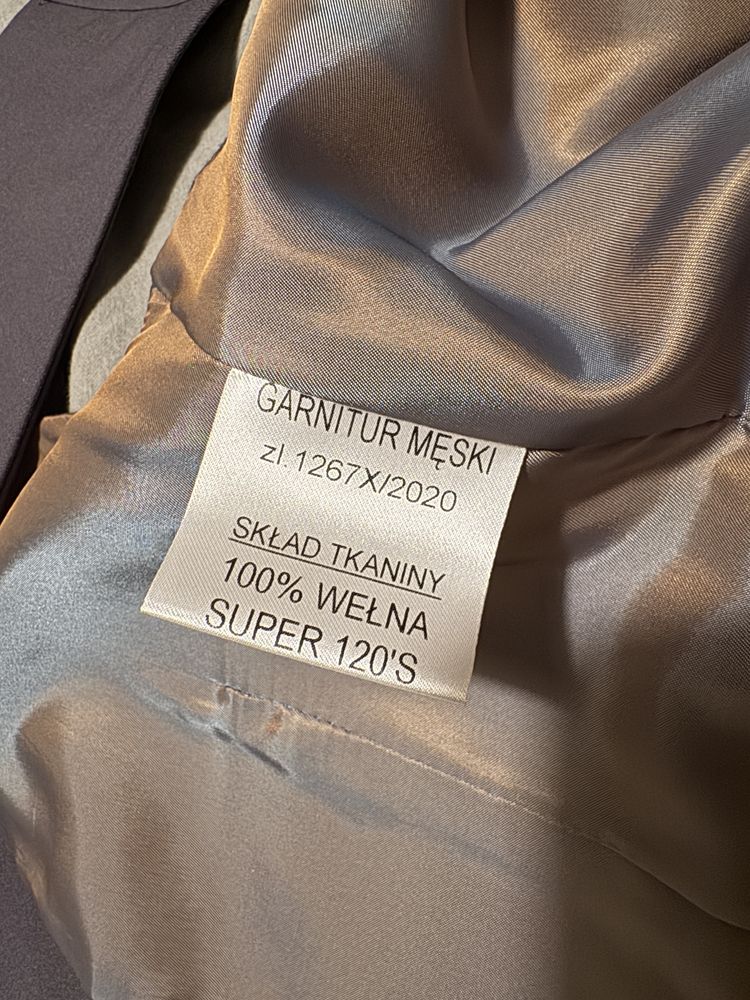 GARNITUR MĘSKI
zl.1267X/2020
SKŁAD TKANINY
100% WEŁNA
SUPER 120'S